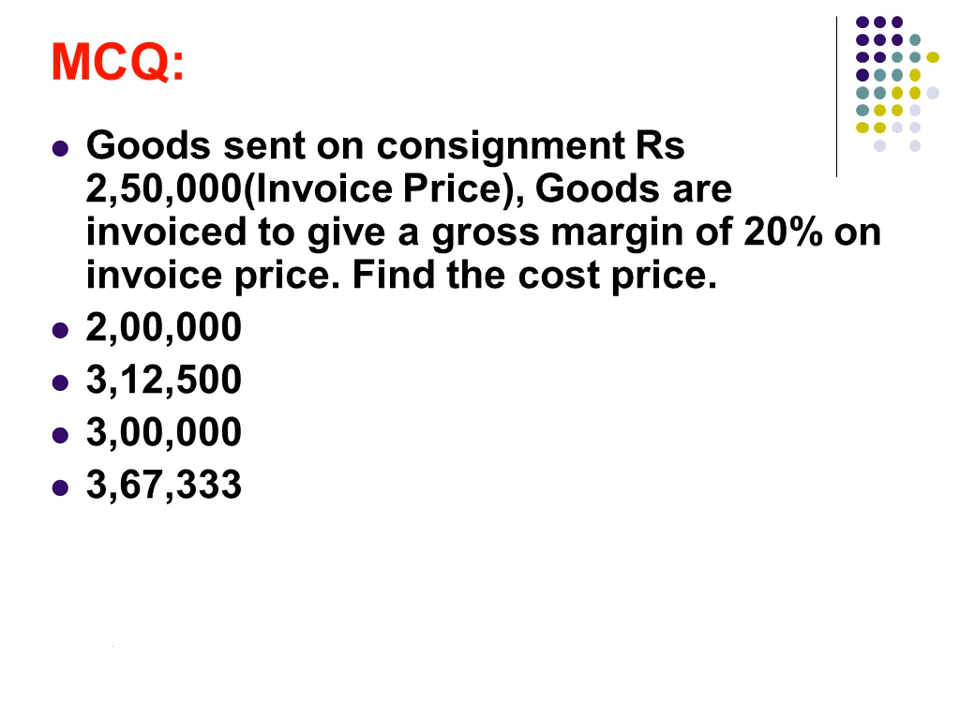 MCQ:
Goods sent on consignment Rs
2,50,000(Invoice Price), Goods are
invoiced to give a gross margin of 20% on
invoice price. Find the cost price.
2,00,000
3,12,500
3,00,000
3,67,333